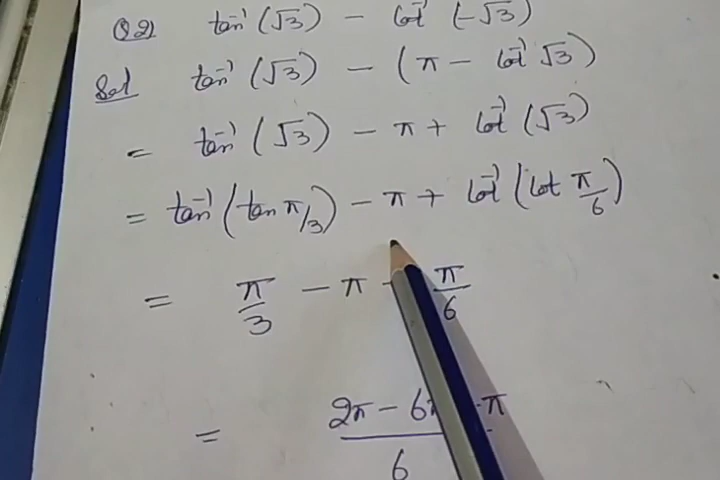 Q 2) tan⁻¹ (√3) − cot⁻¹ (−√3)
Sol tan⁻¹ (√3) − (π − cot⁻¹ √3)
= tan⁻¹ (√3) − π + cot⁻¹ (√3)
= tan⁻¹ (tan π/3) − π + cot⁻¹ (cot π/6)
= π/3 − π π/6
= 2π − 6 π / 6